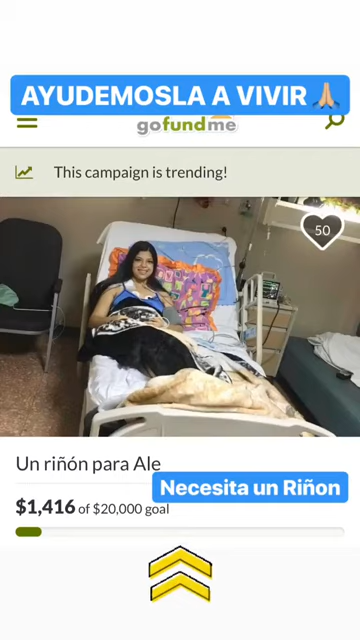 AYUDEMOSLA A VIVIR🙏🏼
gofundme
This campaign is trending!
50
Un riñón para Ale
Necesita un Riñon
$1,416 of $20,000 goal